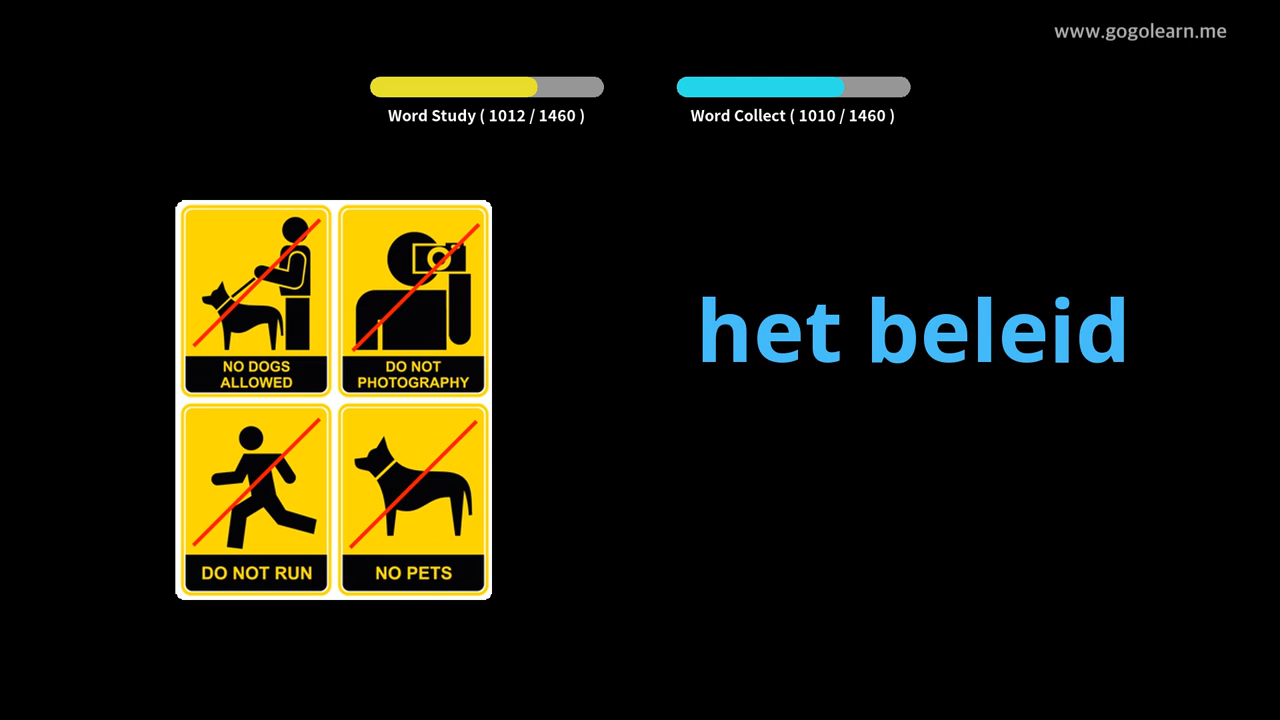 www.gogolearn.me
Word Study ( 1012 / 1460 )
Word Collect ( 1010 / 1460 )
NO DOGS
ALLOWED
DO NOT
PHOTOGRAPHY
het beleid
DO NOT RUN
NO PETS